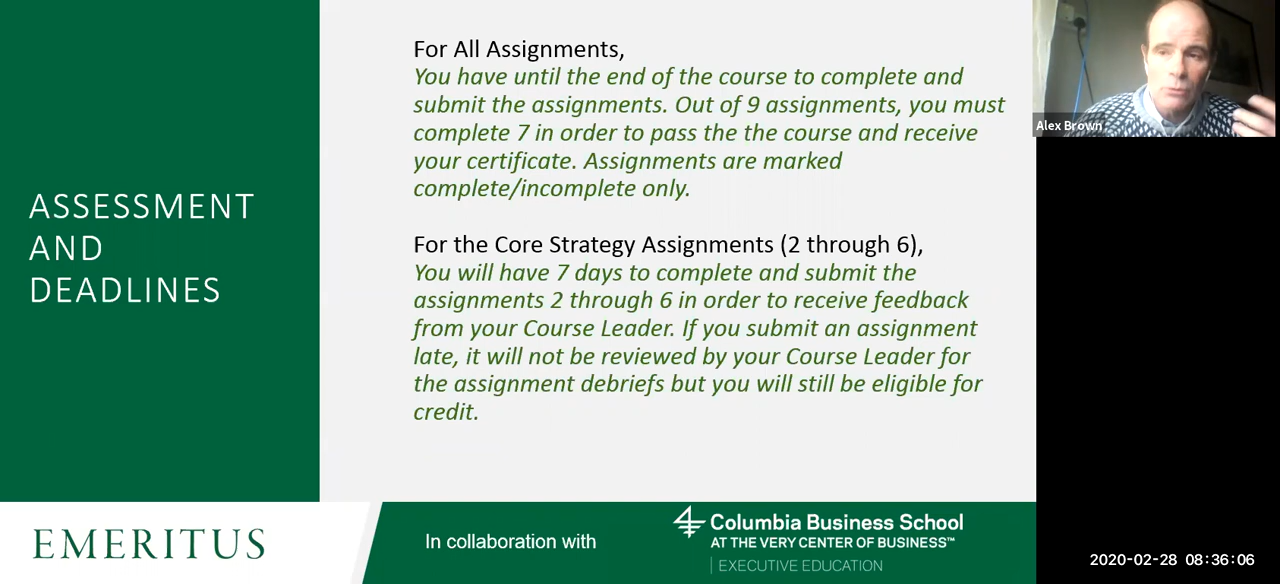 ASSESSMENT
AND
DEADLINES
For All Assignments,
You have until the end of the course to complete and
submit the assignments. Out of 9 assignments, you must
complete 7 in order to pass the the course and receive
your certificate. Assignments are marked
complete/incomplete only.
For the Core Strategy Assignments (2 through 6),
You will have 7 days to complete and submit the
assignments 2 through 6 in order to receive feedback
from your Course Leader. If you submit an assignment
late, it will not be reviewed by your Course Leader for
the assignment debriefs but you will still be eligible for
credit.
Alex Brown
EMERITUS
In collaboration with
Columbia Business School
AT THE VERY CENTER OF BUSINESS™
EXECUTIVE EDUCATION
2020-02-28 08:36:06